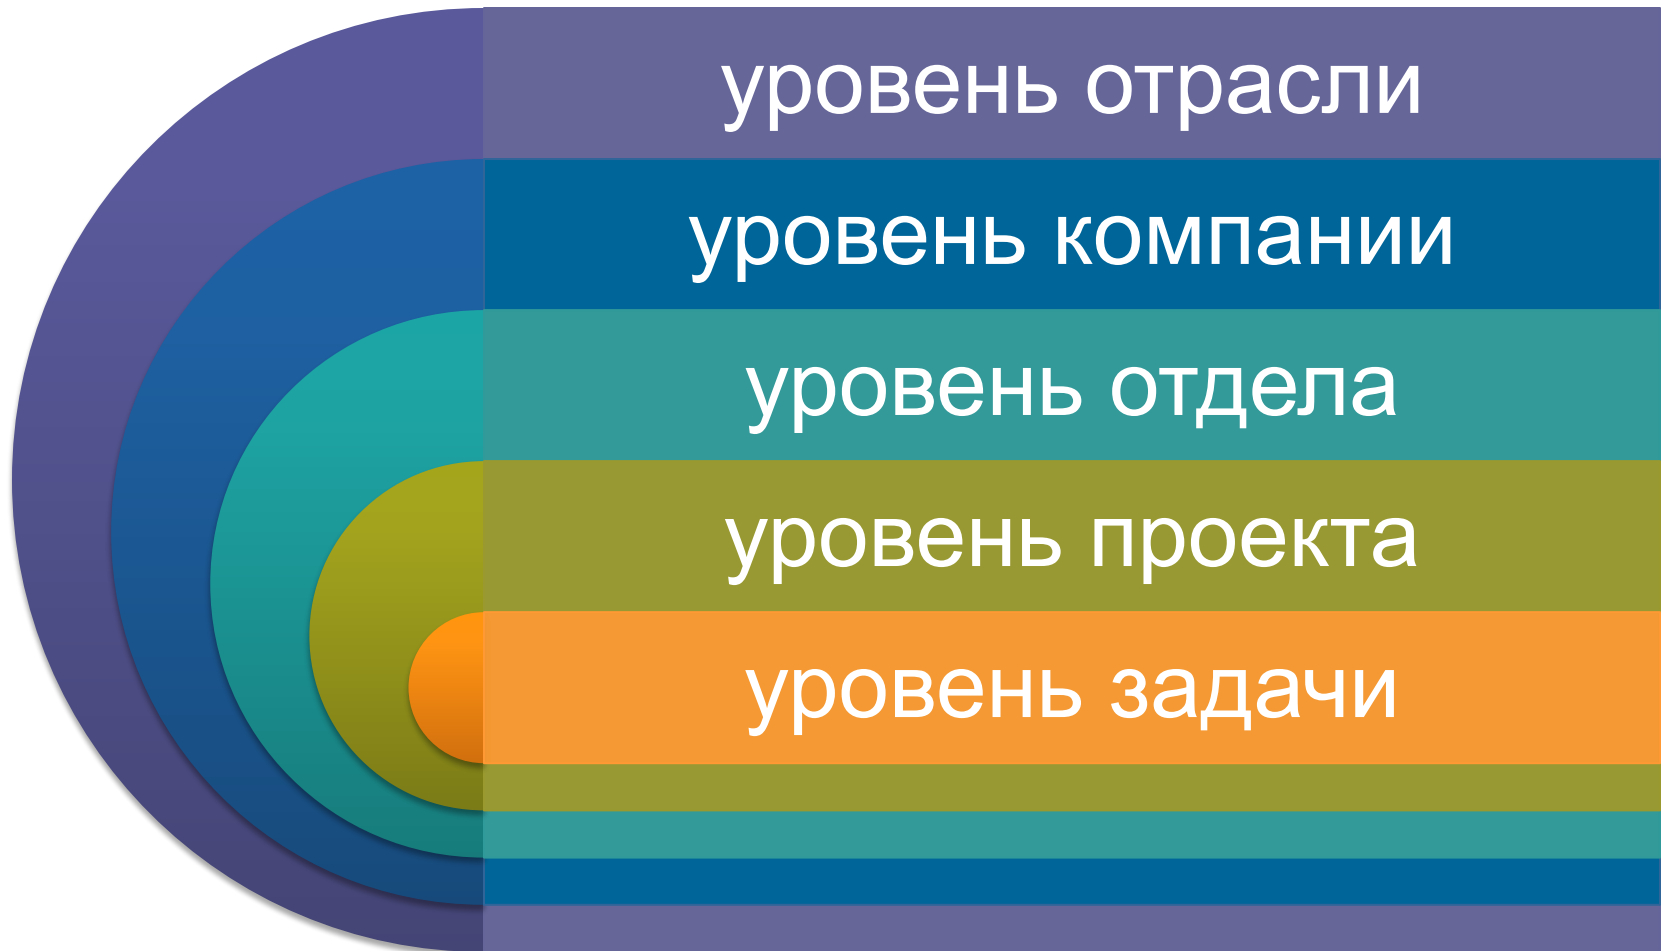 уровень отрасли
уровень компании
уровень отдела
уровень проекта
уровень задачи